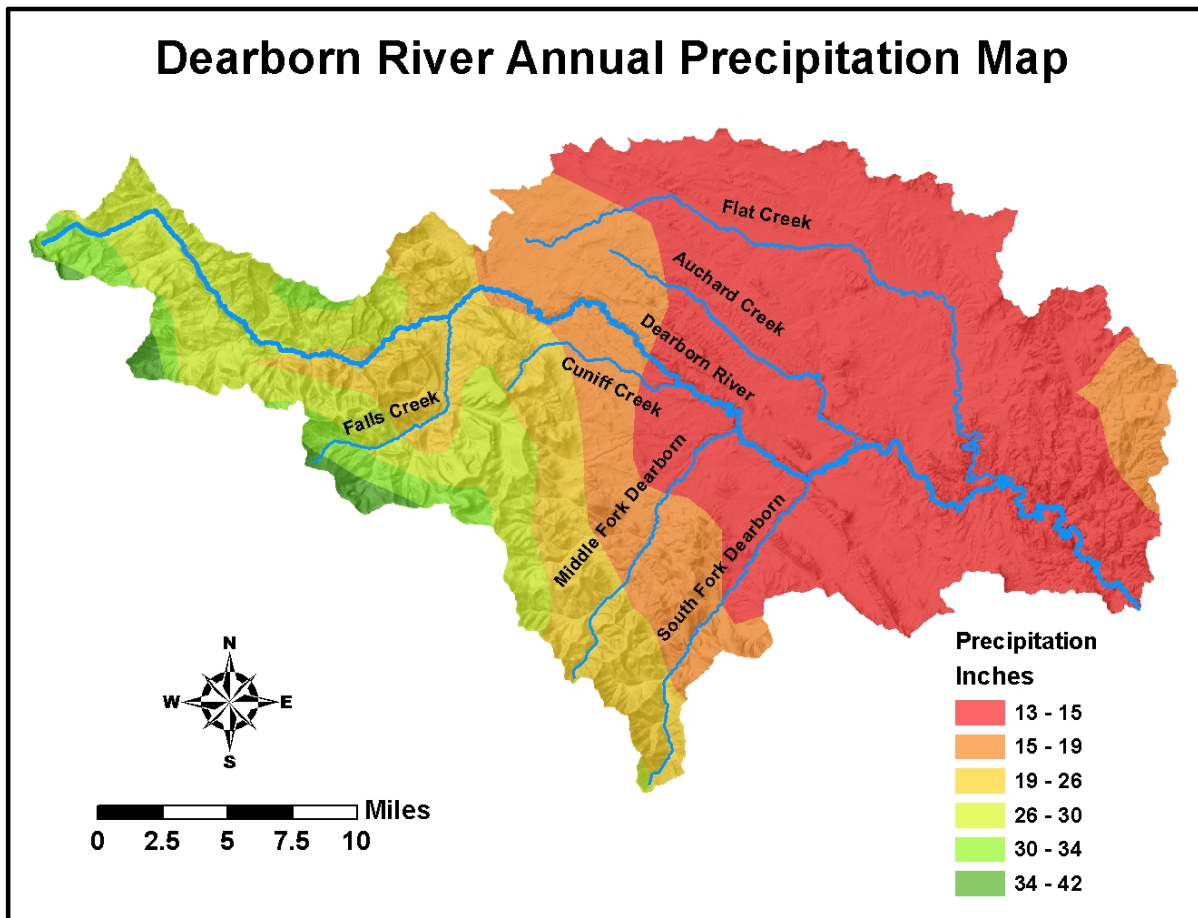 Dearborn River Annual Precipitation Map
Flat Creek
Auchard Creek
Dearborn River
Cuniff Creek
Falls Creek
Middle Fork Dearborn
South Fork Dearborn
N
W E
S
Miles
0 2.5 5 7.5 10
Precipitation
Inches
13 - 15
15 - 19
19 - 26
26 - 30
30 - 34
34 - 42